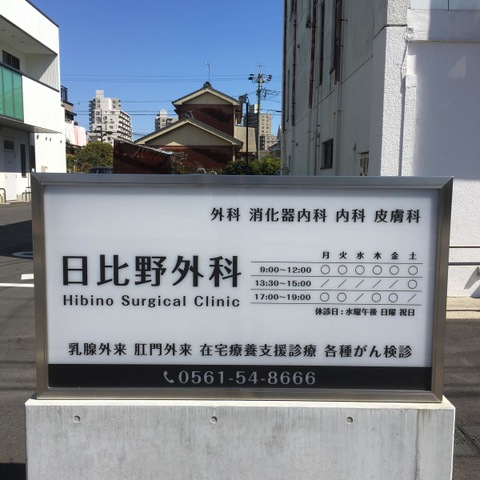 外科 消化器内科 内科 皮膚科
日比野外科
Hibino Surgical Clinic
月 火 水 木 金 土
9:00~12:00 ○ ○ ○ ○ ○ ○
13:30~15:00 / / / / / ○
17:00~19:00 ○ ○ / ○ ○ /
休診日:水曜午後 日曜 祝日
乳腺外来 肛門外来 在宅療養支援診療 各種がん検診
0561-54-8666